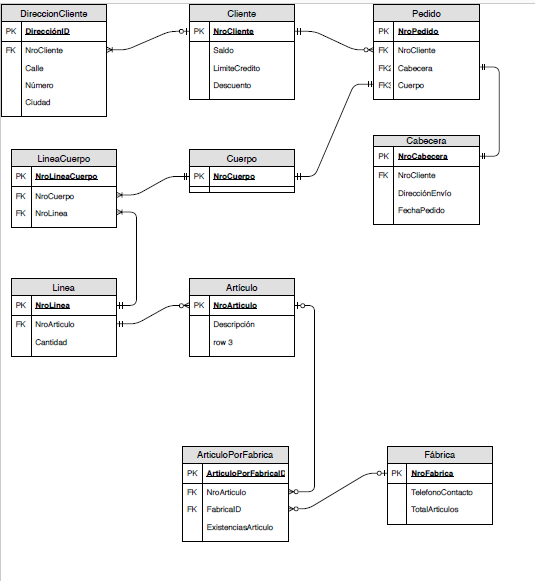 DireccionCliente
PK DirecciónID
FK NroCliente
Calle
Número
Ciudad
Cliente
PK NroCliente
Saldo
LimiteCredito
Descuento
Pedido
PK NroPedido
FK NroCliente
FK2 Cabecera
FK3 Cuerpo
Cabecera
PK NroCabecera
FK NroCliente
DirecciónEnvío
FechaPedido
LineaCuerpo
PK NroLineaCuerpo
FK NroCuerpo
FK NroLinea
Cuerpo
PK NroCuerpo
Linea
PK NroLinea
FK NroArticulo
Cantidad
Artículo
PK NroArticulo
Descripción
row 3
ArticuloPorFabrica
PK ArticuloPorFabricaID
FK NroArticulo
FK FabricaID
ExistenciasArticulo
Fábrica
PK NroFabrica
TelefonoContacto
TotalArticulos